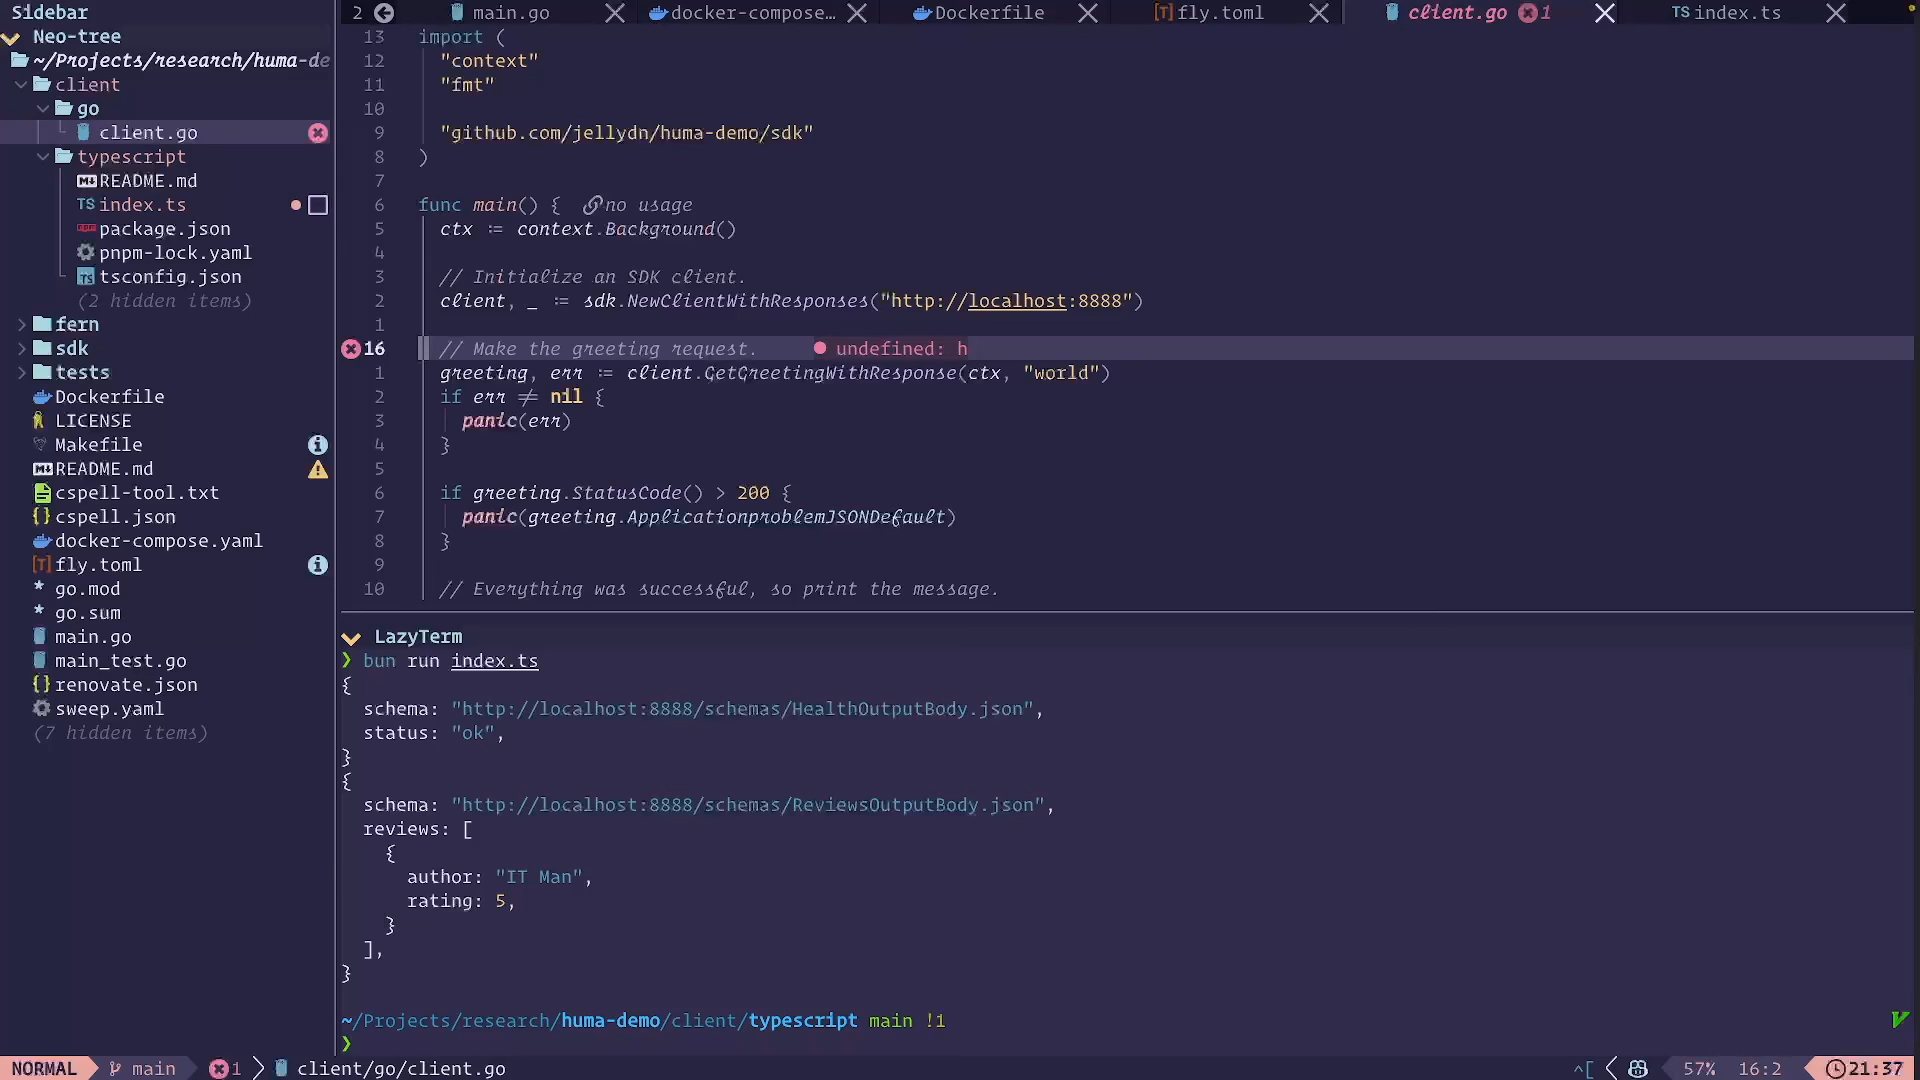 Sidebar
Neo-tree
~/Projects/research/huma-de
client
go
client.go
typescript
README.md
TS index.ts
package.json
pnpm-lock.yaml
tsconfig.json
(2 hidden items)
fern
sdk
tests
Dockerfile
LICENSE
Makefile
README.md
cspell-tool.txt
{} cspell.json
docker-compose.yaml
[T] fly.toml
* go.mod
* go.sum
main.go
main_test.go
{} renovate.json
sweep.yaml
(7 hidden items)
2 main.go docker-compose… Dockerfile [T] fly.toml client.go 1 TS index.ts
13 import (
12 "context"
11 "fmt"
10
9 "github.com/jellydn/huma-demo/sdk"
8 )
7
6 func main() { no usage
5 ctx := context.Background()
4
3 // Initialize an SDK client.
2 client, _ := sdk.NewClientWithResponses("http://localhost:8888")
1
16 // Make the greeting request. undefined: h
1 greeting, err := client.GetGreetingWithResponse(ctx, "world")
2 if err != nil {
3 panic(err)
4 }
5
6 if greeting.StatusCode() > 200 {
7 panic(greeting.ApplicationproblemJSONDefault)
8 }
9
10 // Everything was successful, so print the message.
LazyTerm
❯ bun run index.ts
{
schema: "http://localhost:8888/schemas/HealthOutputBody.json",
status: "ok",
}
{
schema: "http://localhost:8888/schemas/ReviewsOutputBody.json",
reviews: [
{
author: "IT Man",
rating: 5,
}
],
}
~/Projects/research/huma-demo/client/typescript main !1
❯
NORMAL main 1 client/go/client.go ^[ 57% 16:2 21:37